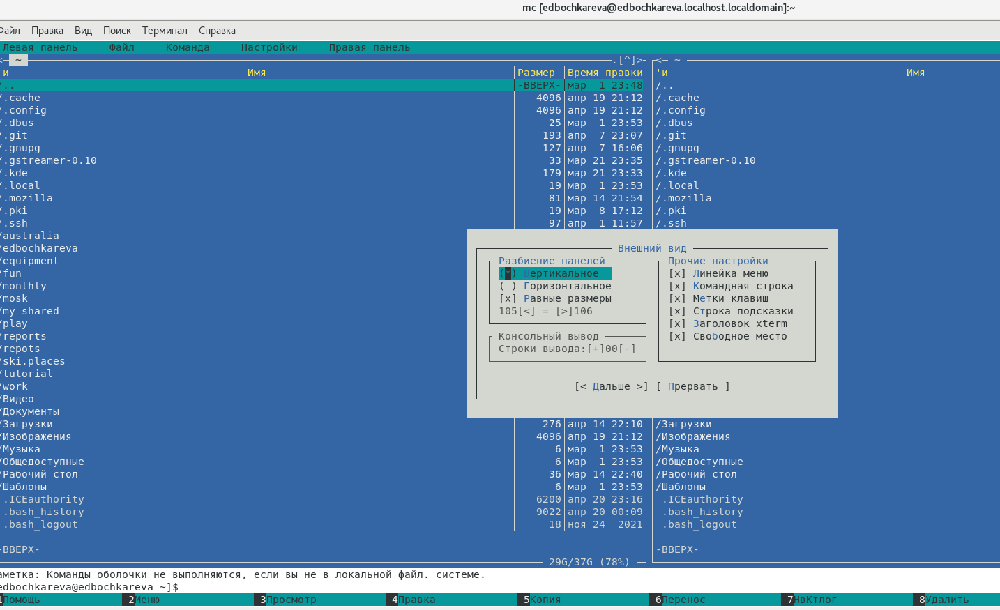 mc [edbochkareva@edbochkareva.localhost.localdomain]:~
Файл Правка Вид Поиск Терминал Справка
Левая панель Файл Команда Настройки Правая панель
<─ ~ .[^]> <─ ~
и Имя Размер Время правки 'и Имя
/.. -ВВЕРХ- мар 1 23:48 /..
/.cache 4096 апр 19 21:12 /.cache
/.config 4096 апр 19 21:12 /.config
/.dbus 25 мар 1 23:53 /.dbus
/.git 193 апр 7 23:07 /.git
/.gnupg 127 апр 7 16:06 /.gnupg
/.gstreamer-0.10 33 мар 21 23:35 /.gstreamer-0.10
/.kde 179 мар 21 23:33 /.kde
/.local 19 мар 1 23:53 /.local
/.mozilla 81 мар 14 21:54 /.mozilla
/.pki 19 мар 8 17:12 /.pki
/.ssh 97 апр 1 11:57 /.ssh
/australia
/edbochkareva Внешний вид
/equipment Разбиение панелей Прочие настройки
/fun (*) Вертикальное [x] Линейка меню
/monthly ( ) Горизонтальное [x] Командная строка
/mosk [x] Равные размеры [x] Метки клавиш
/my_shared 105[<] = [>]106 [x] Строка подсказки
/play [x] Заголовок xterm
/reports Консольный вывод [x] Свободное место
/repots Строки вывода:[+]00[-]
/ski.places
/tutorial
/work [< Дальше >] [ Прервать ]
/Видео
/Документы
/Загрузки 276 апр 14 22:10 /Загрузки
/Изображения 4096 апр 19 21:12 /Изображения
/Музыка 6 мар 1 23:53 /Музыка
/Общедоступные 6 мар 1 23:53 /Общедоступные
/Рабочий стол 36 мар 14 22:40 /Рабочий стол
/Шаблоны 6 мар 1 23:53 /Шаблоны
.ICEauthority 6200 апр 20 23:16 .ICEauthority
.bash_history 9022 апр 20 00:09 .bash_history
.bash_logout 18 ноя 24 2021 .bash_logout
-ВВЕРХ- -ВВЕРХ-
29G/37G (78%)
аметка: Команды оболочки не выполняются, если вы не в локальной файл. системе.
edbochkareva@edbochkareva ~]$
1Помощь 2Меню 3Просмотр 4Правка 5Копия 6Перенос 7НвКтлог 8Удалить